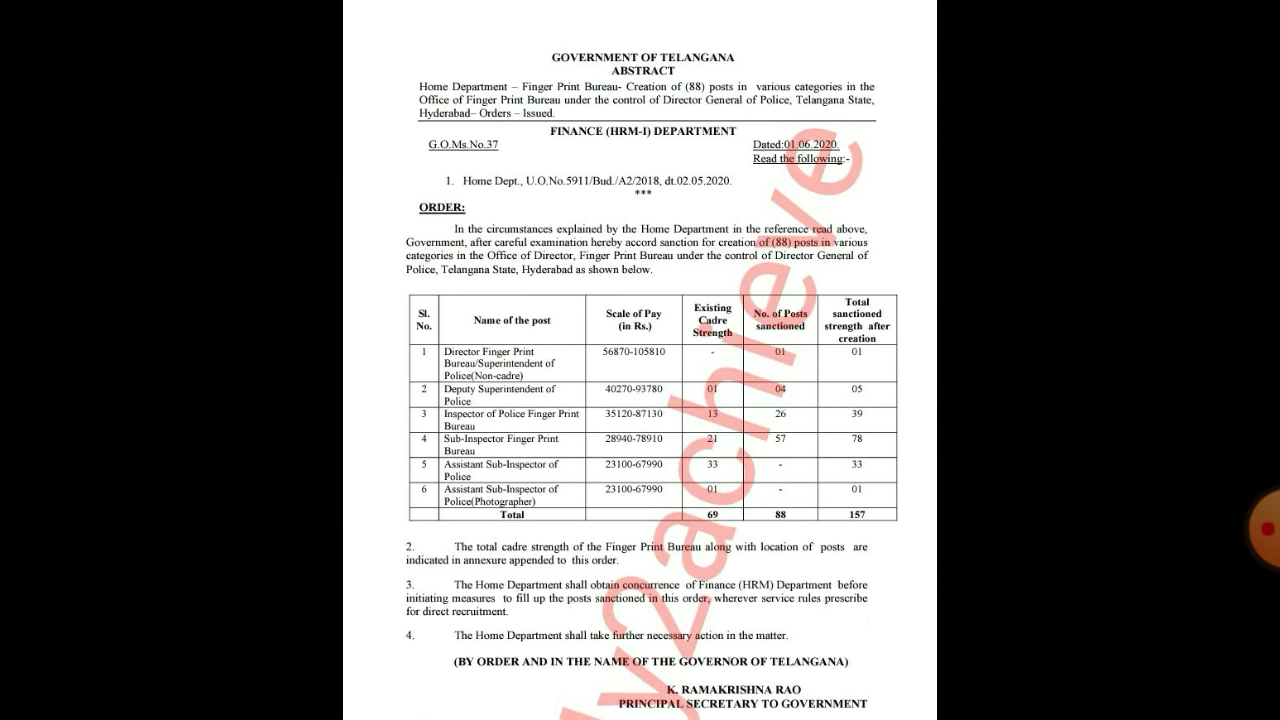 GOVERNMENT OF TELANGANA
ABSTRACT
Home Department – Finger Print Bureau- Creation of (88) posts in various categories in the
Office of Finger Print Bureau under the control of Director General of Police, Telangana State,
Hyderabad– Orders – Issued.
FINANCE (HRM-I) DEPARTMENT
G.O.Ms.No.37 Dated:01.06.2020.
Read the following:-
1. Home Dept., U.O.No.5911/Bud./A2/2018, dt.02.05.2020.
***
ORDER:
In the circumstances explained by the Home Department in the reference read above,
Government, after careful examination hereby accord sanction for creation of (88) posts in various
categories in the Office of Director, Finger Print Bureau under the control of Director General of
Police, Telangana State, Hyderabad as shown below.
Sl. No. Name of the post Scale of Pay (in Rs.) Existing Cadre Strength No. of Posts sanctioned Total sanctioned strength after creation
1 Director Finger Print 56870-105810 - 01 01
Bureau/Superintendent of
Police(Non-cadre)
2 Deputy Superintendent of 40270-93780 01 04 05
Police
3 Inspector of Police Finger Print 35120-87130 13 26 39
Bureau
4 Sub-Inspector Finger Print 28940-78910 21 57 78
Bureau
5 Assistant Sub-Inspector of 23100-67990 33 - 33
Police
6 Assistant Sub-Inspector of 23100-67990 01 - 01
Police(Photographer)
Total 69 88 157
2. The total cadre strength of the Finger Print Bureau along with location of posts are
indicated in annexure appended to this order.
3. The Home Department shall obtain concurrence of Finance (HRM) Department before
initiating measures to fill up the posts sanctioned in this order, wherever service rules prescribe
for direct recruitment.
4. The Home Department shall take further necessary action in the matter.
(BY ORDER AND IN THE NAME OF THE GOVERNOR OF TELANGANA)
K. RAMAKRISHNA RAO
PRINCIPAL SECRETARY TO GOVERNMENT
y2achieve